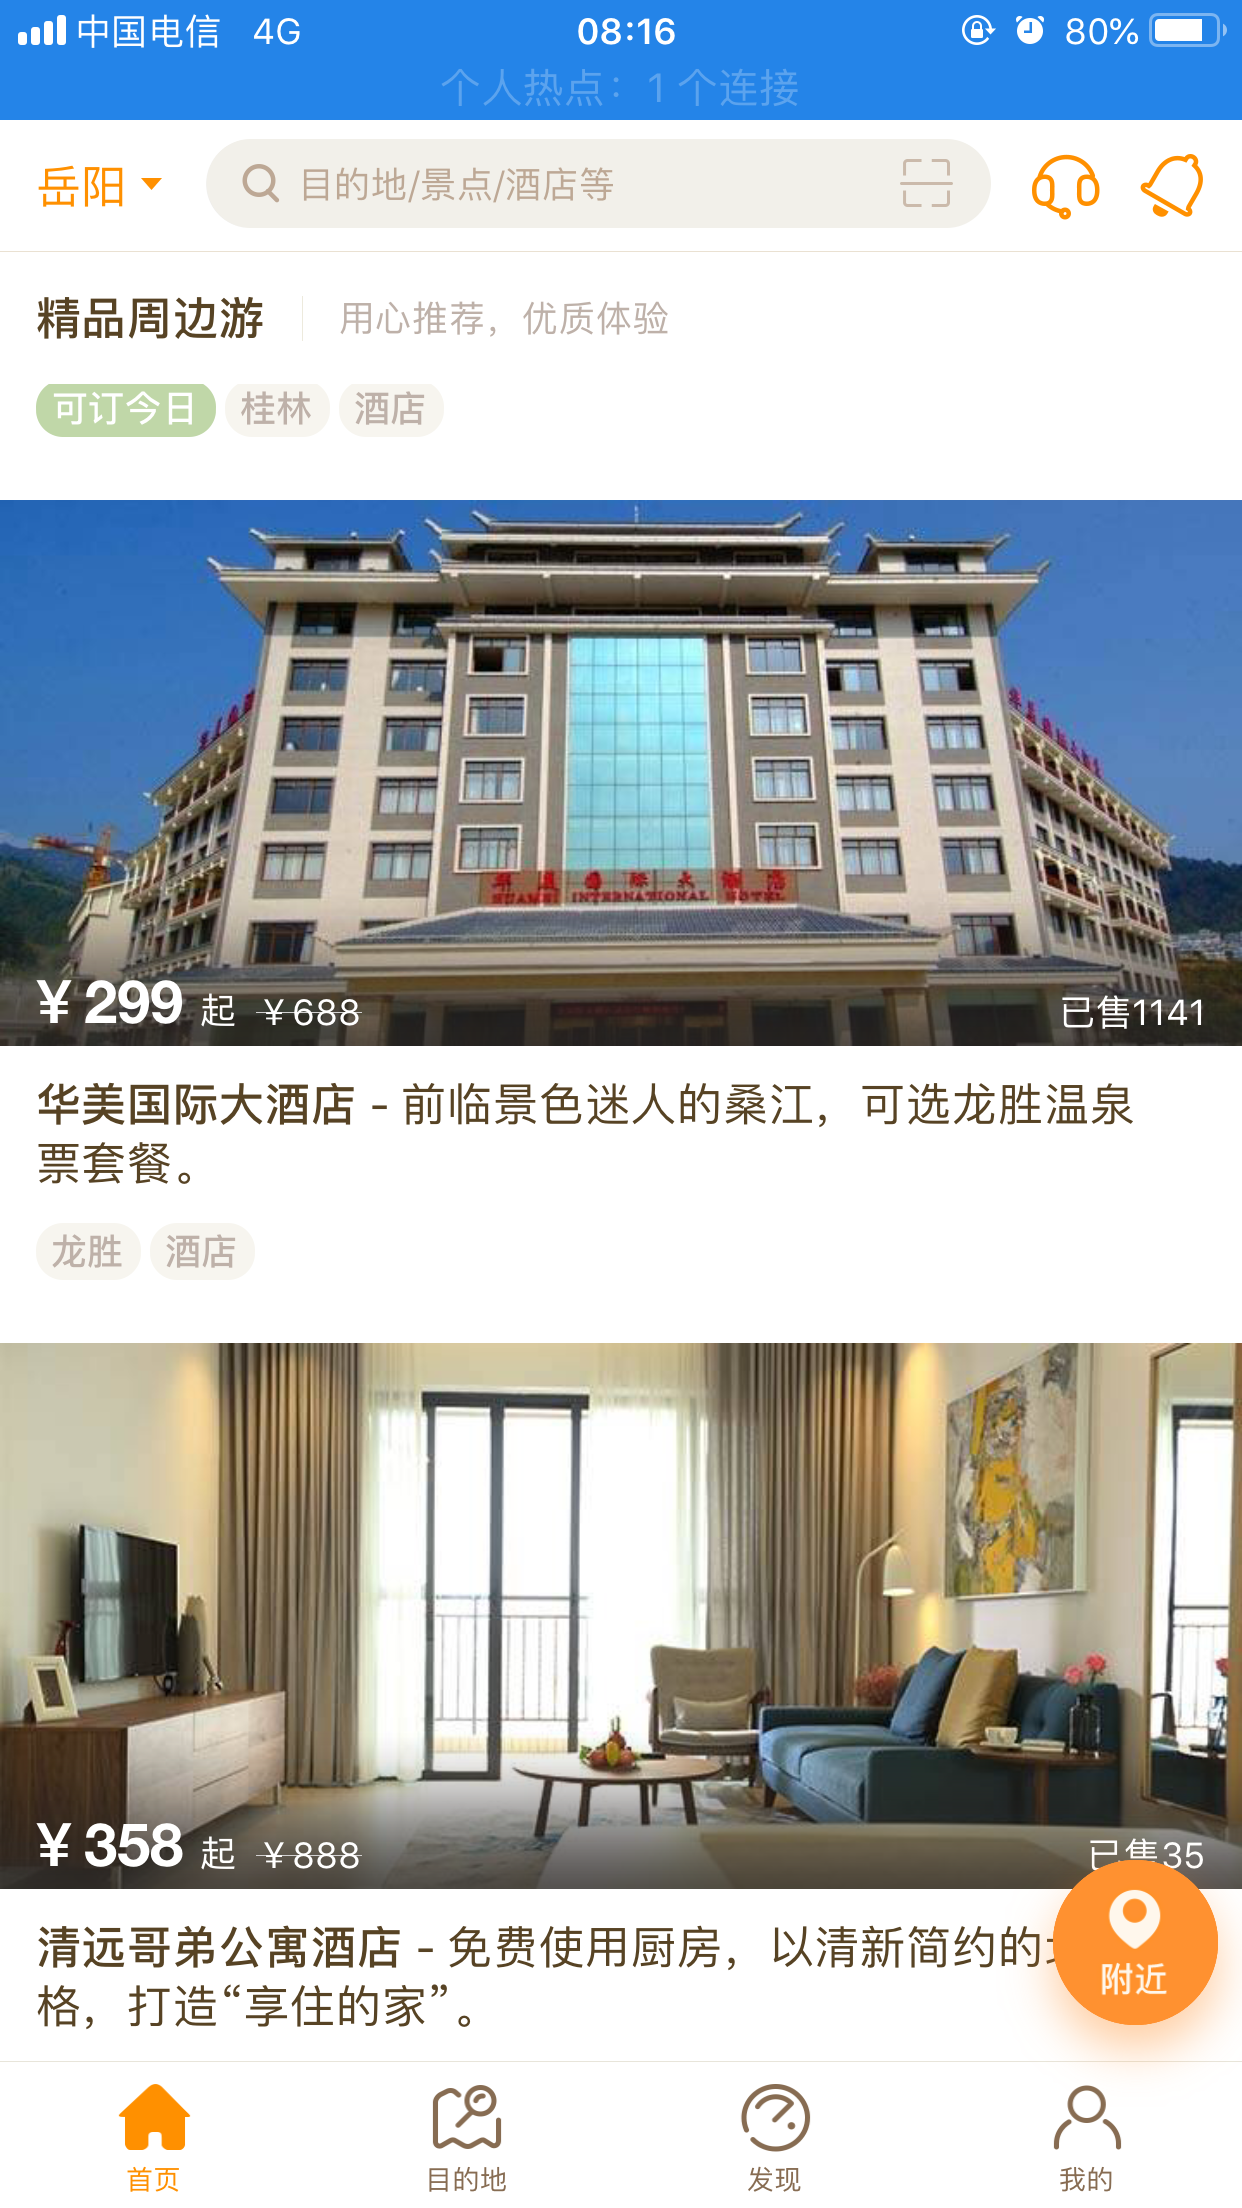 中国电信 4G 08:16 80%
个人热点：1 个连接
岳阳 目的地/景点/酒店等
精品周边游 用心推荐，优质体验
可订今日 桂林 酒店
华美国际大酒店
HUAMEI INTERNATIONAL HOTEL
¥299 起 ¥688 已售1141
华美国际大酒店 - 前临景色迷人的桑江，可选龙胜温泉
票套餐。
龙胜 酒店
¥358 起 ¥888 已售35
清远哥弟公寓酒店 - 免费使用厨房，以清新简约的
格，打造“享住的家”。
附近
首页 目的地 发现 我的